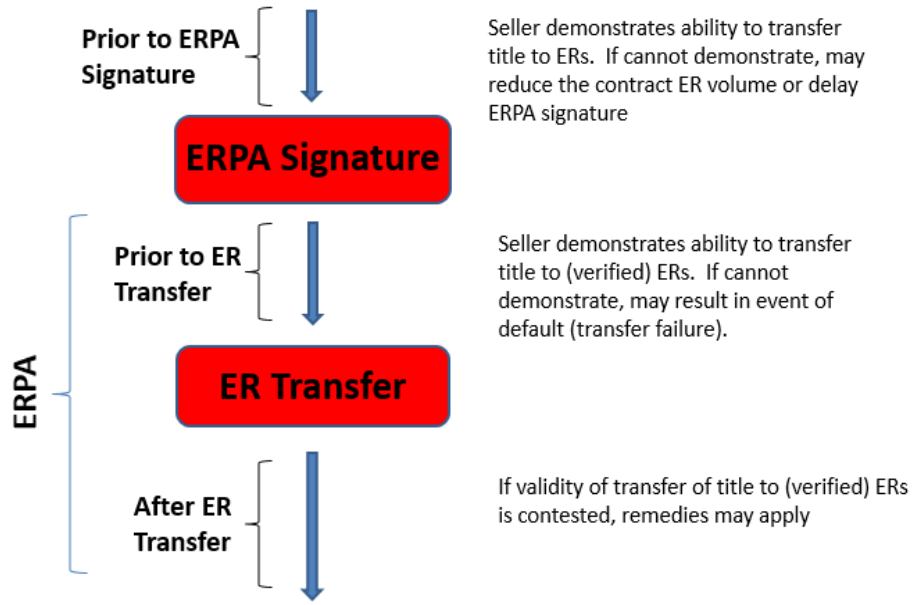 Prior to ERPA
Signature
Seller demonstrates ability to transfer
title to ERs.  If cannot demonstrate, may
reduce the contract ER volume or delay
ERPA signature
ERPA Signature
ERPA
Prior to ER
Transfer
Seller demonstrates ability to transfer
title to (verified) ERs.  If cannot
demonstrate, may result in event of
default (transfer failure).
ER Transfer
After ER
Transfer
If validity of transfer of title to (verified) ERs
is contested, remedies may apply